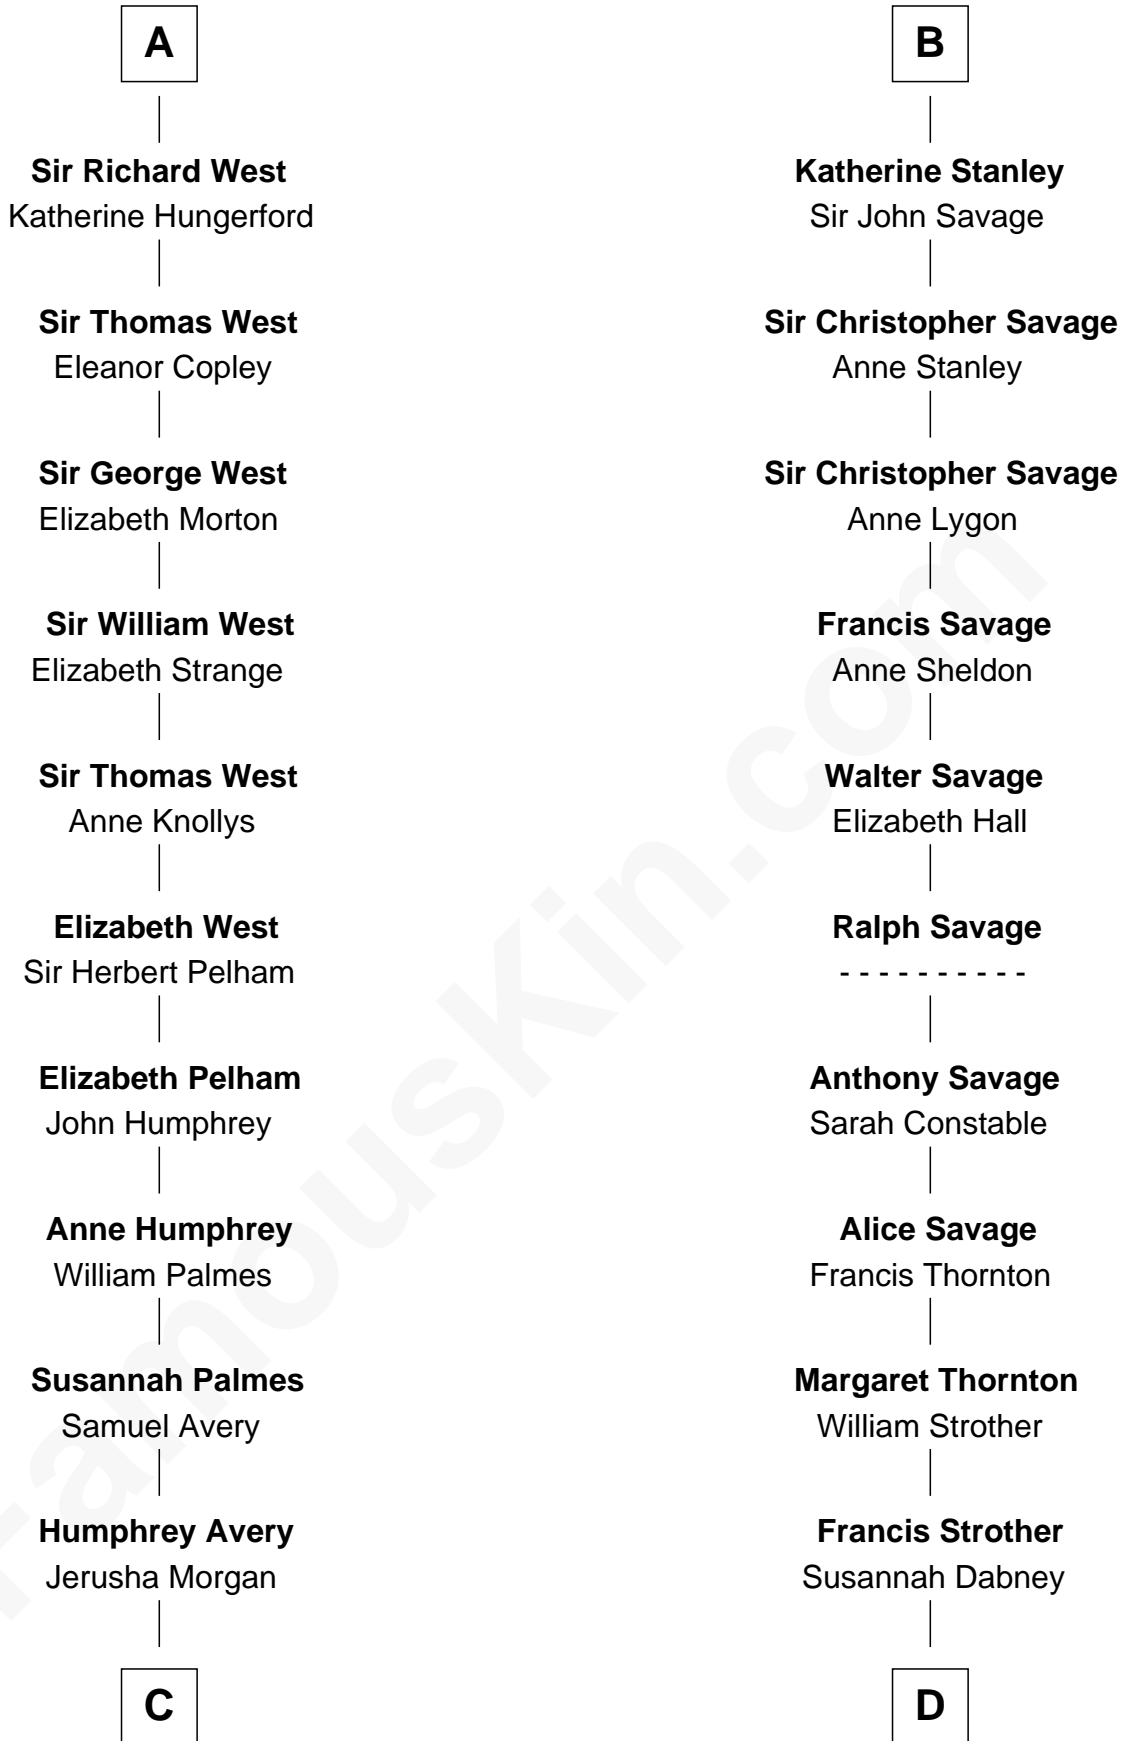 A
Sir Richard West
Katherine Hungerford
Sir Thomas West
Eleanor Copley
Sir George West
Elizabeth Morton
Sir William West
Elizabeth Strange
Sir Thomas West
Anne Knollys
Elizabeth West
Sir Herbert Pelham
Elizabeth Pelham
John Humphrey
Anne Humphrey
William Palmes
Susannah Palmes
Samuel Avery
Humphrey Avery
Jerusha Morgan
C
B
Katherine Stanley
Sir John Savage
Sir Christopher Savage
Anne Stanley
Sir Christopher Savage
Anne Lygon
Francis Savage
Anne Sheldon
Walter Savage
Elizabeth Hall
Ralph Savage
- - - - - - - - - -
Anthony Savage
Sarah Constable
Alice Savage
Francis Thornton
Margaret Thornton
William Strother
Francis Strother
Susannah Dabney
D
FamousKin.com